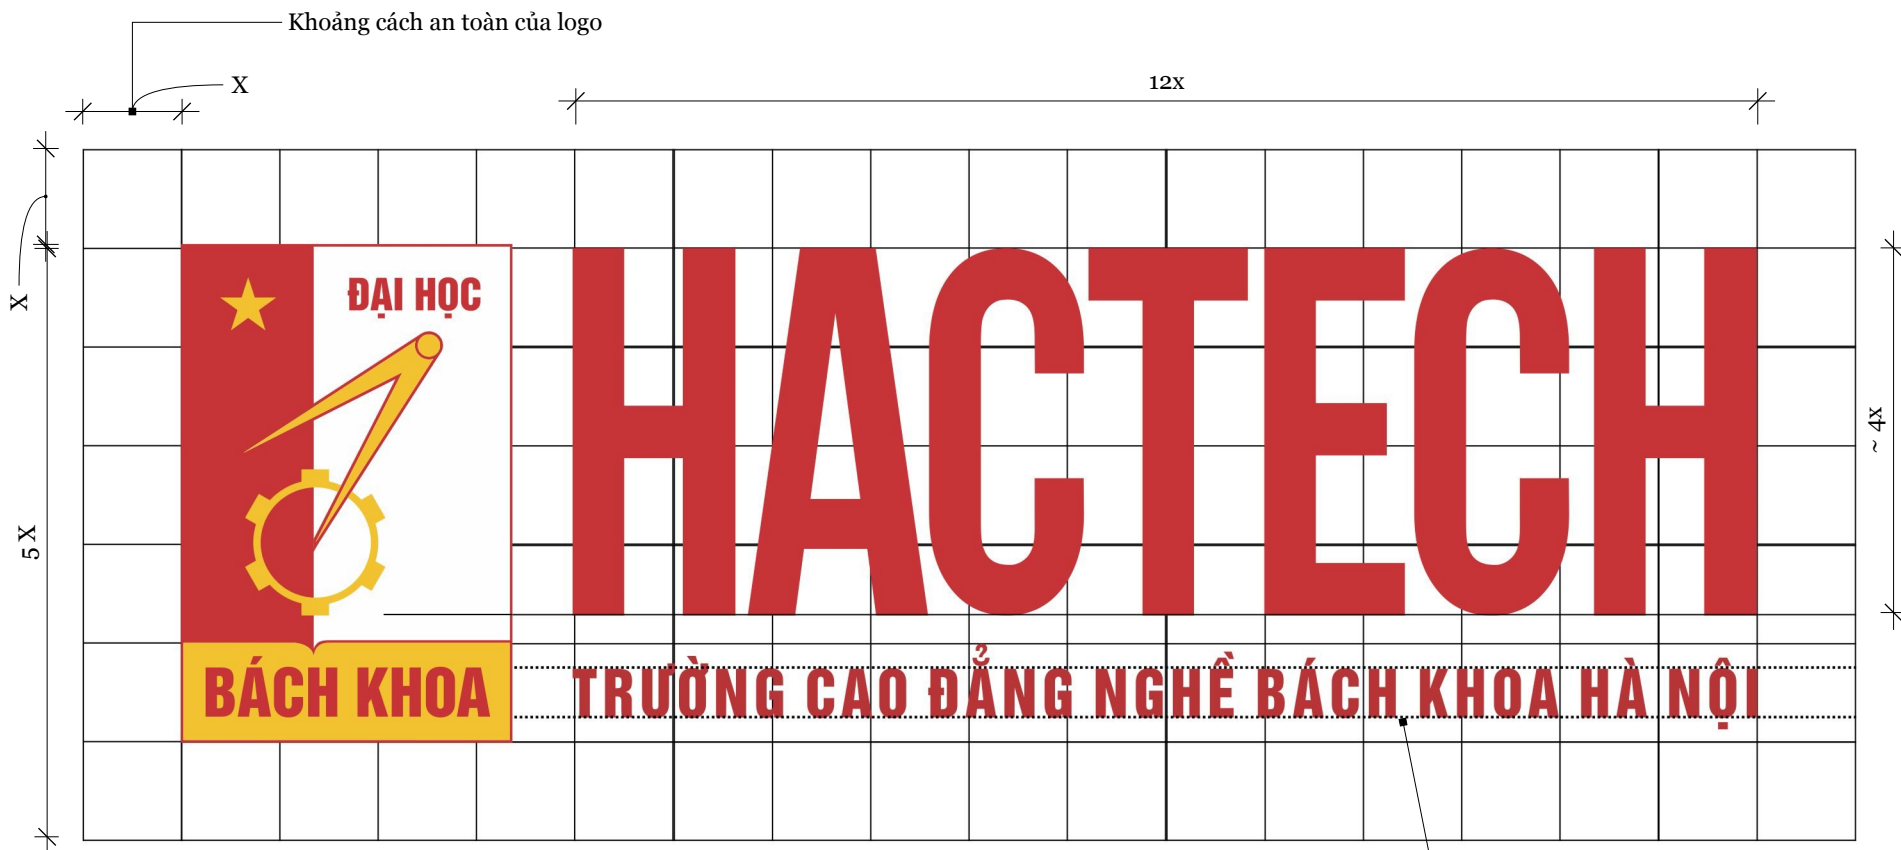 Khoảng cách an toàn của logo
X
12x
X
ĐẠI HỌC
HACTECH
~ 4x
5 X
BÁCH KHOA
TRƯỜNG CAO ĐẲNG NGHỀ BÁCH KHOA HÀ NỘI